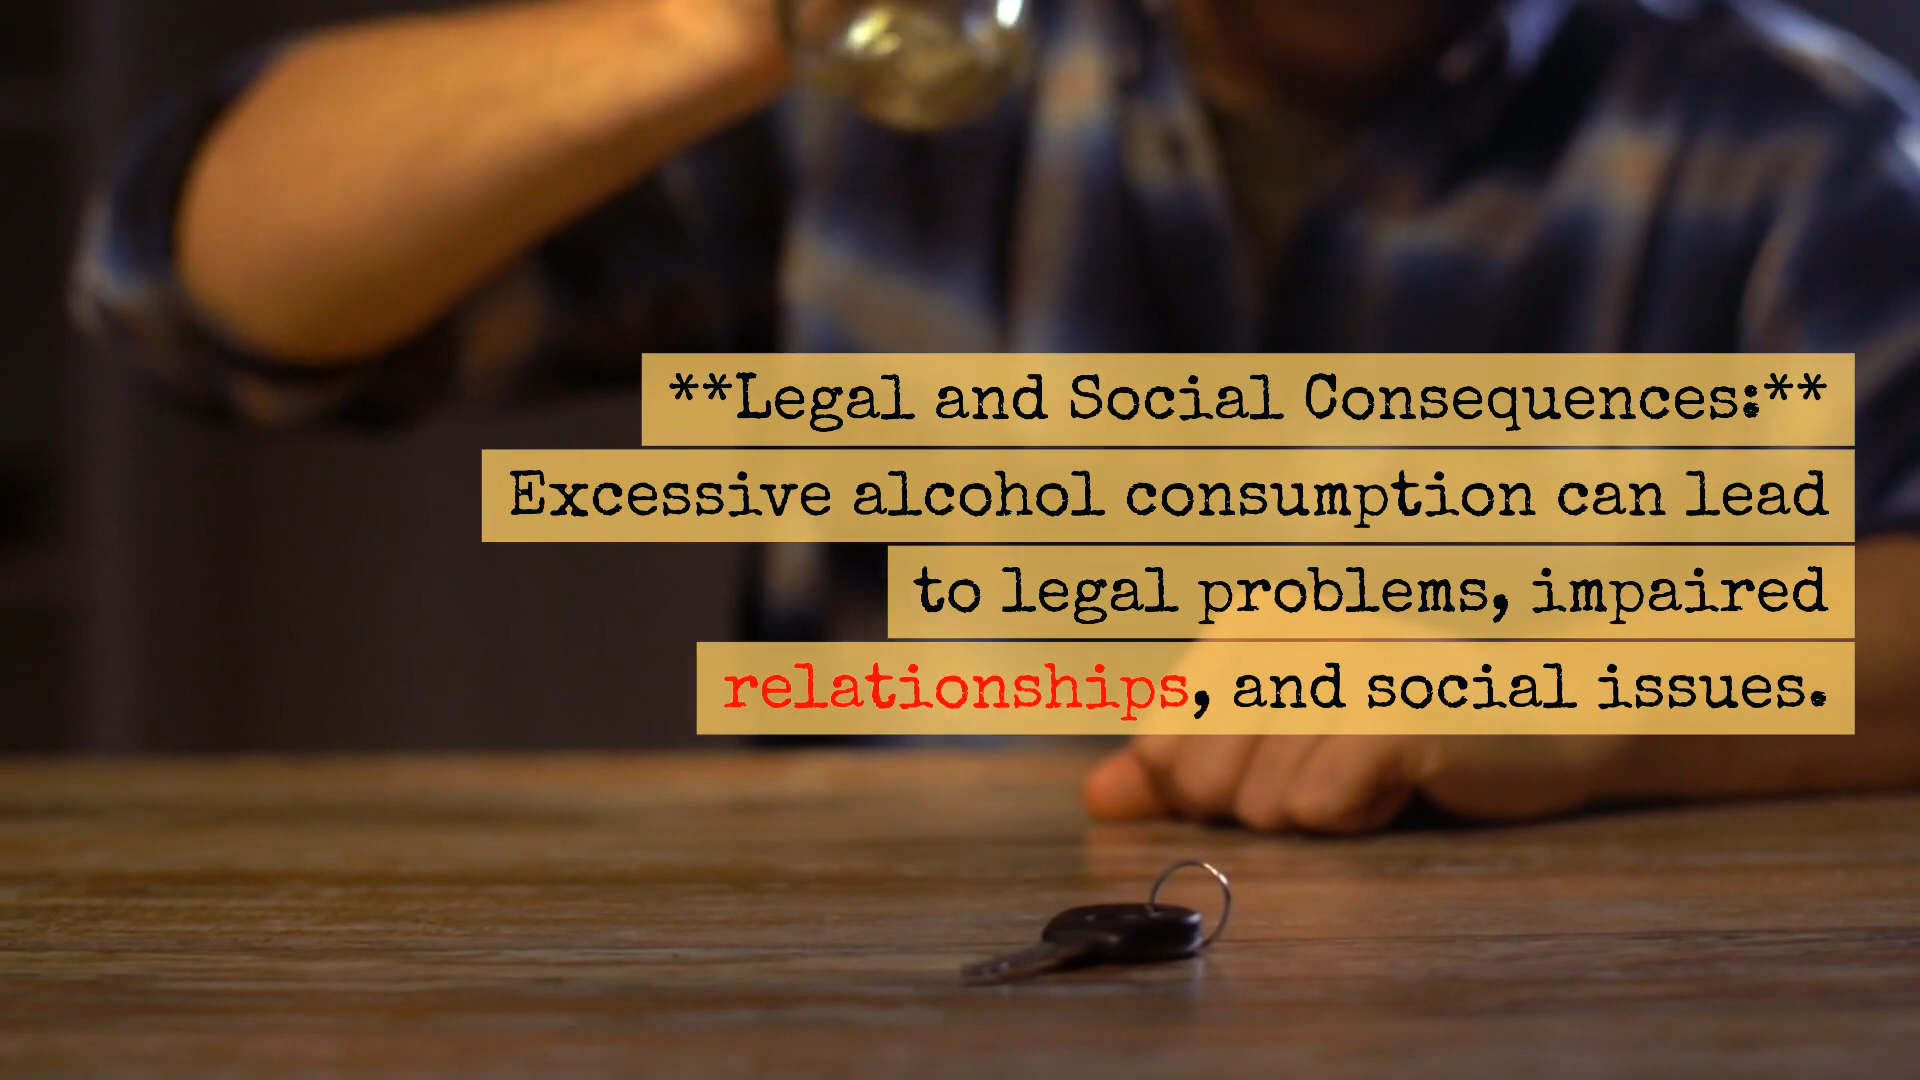 **Legal and Social Consequences:**
Excessive alcohol consumption can lead
to legal problems, impaired
relationships, and social issues.